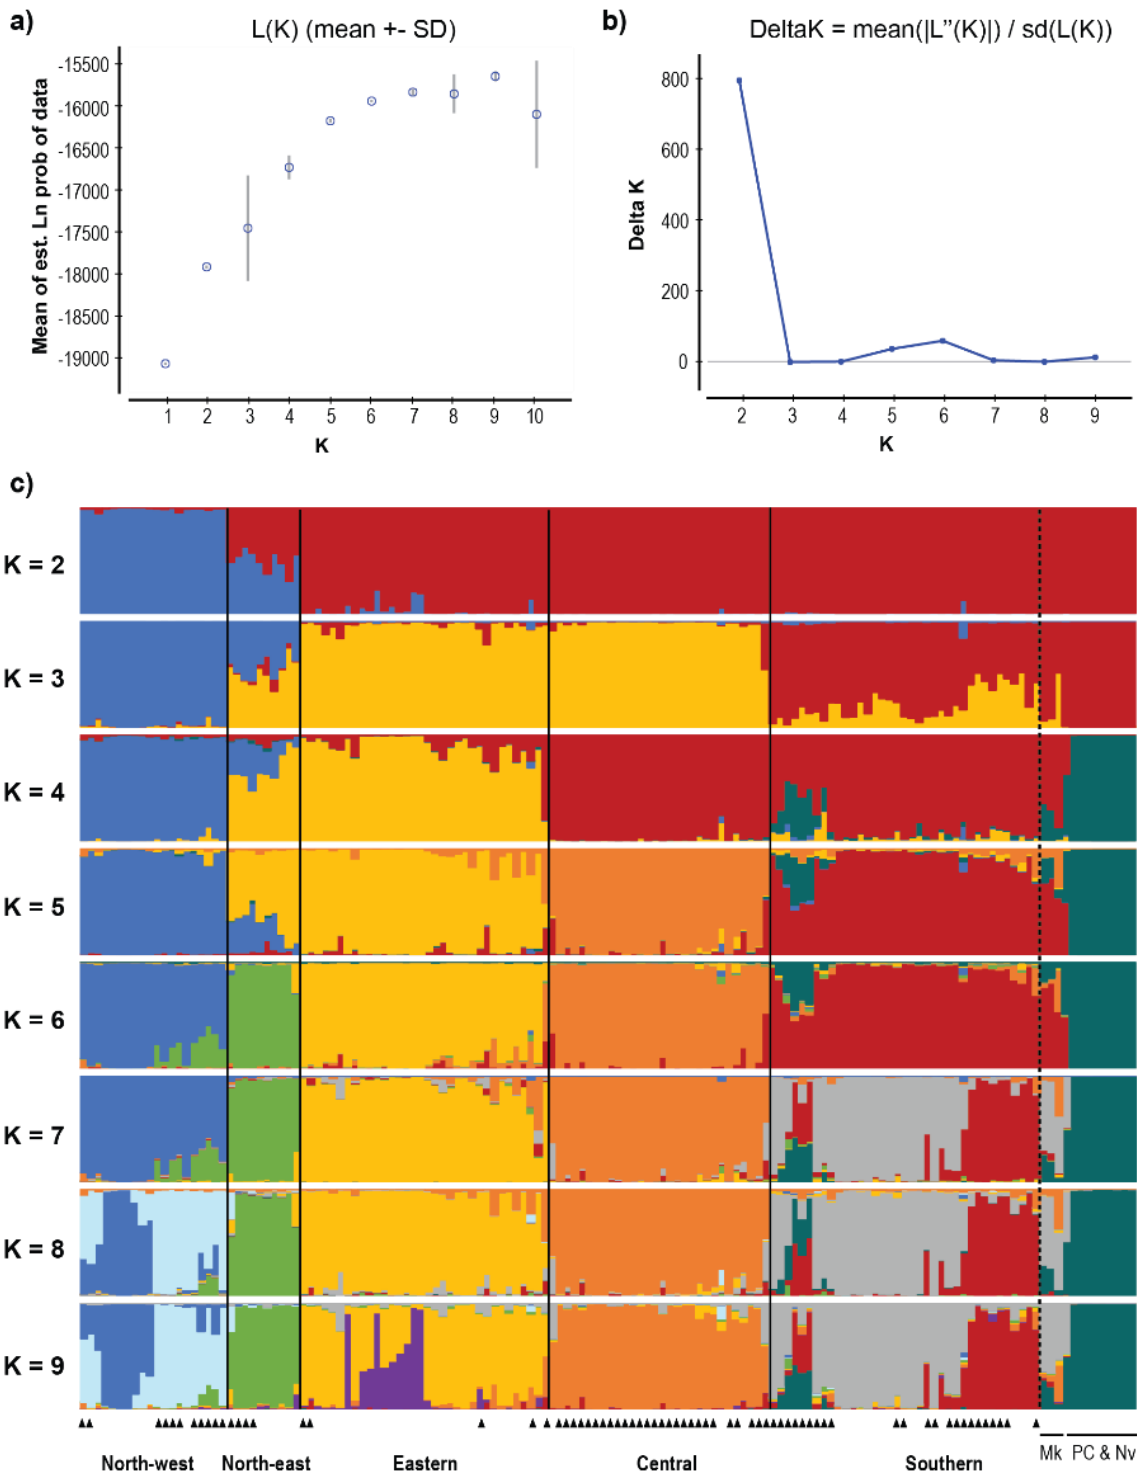 a)
L(K) (mean +- SD)
Mean of est. Ln prob of data
-15500
-16000
-16500
-17000
-17500
-18000
-18500
-19000
1 2 3 4 5 6 7 8 9 10
K
b)
DeltaK = mean(|L”(K)|) / sd(L(K))
Delta K
800
600
400
200
0
2 3 4 5 6 7 8 9
K
c)
K = 2
K = 3
K = 4
K = 5
K = 6
K = 7
K = 8
K = 9
North-west North-east Eastern Central Southern Mk PC & Nv